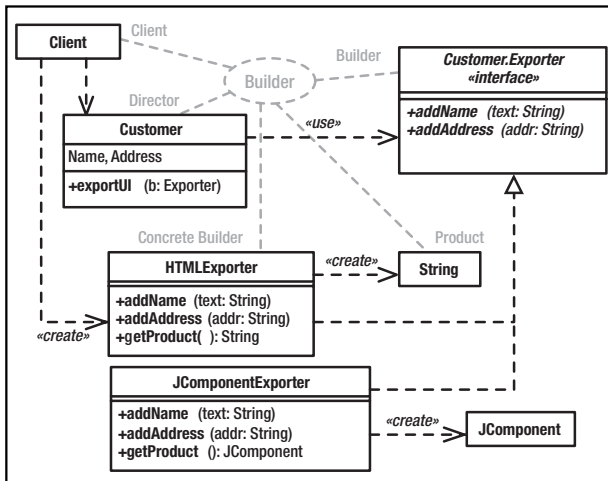 Client
Client
Builder
Builder
Customer.Exporter
«interface»
+addName (text: String)
+addAddress (addr: String)
Director
Customer
Name, Address
+exportUI (b: Exporter)
«use»
Concrete Builder
Product
HTMLExporter
+addName (text: String)
+addAddress (addr: String)
+getProduct( ): String
«create»
String
«create»
JComponentExporter
+addName (text: String)
+addAddress (addr: String)
+getProduct (): JComponent
«create»
JComponent